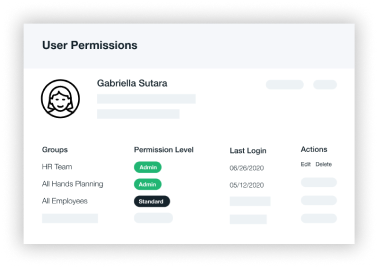 User Permissions
Gabriella Sutara
Groups Permission Level Last Login Actions
HR Team Admin 06/26/2020 Edit Delete
All Hands Planning Admin 05/12/2020
All Employees Standard